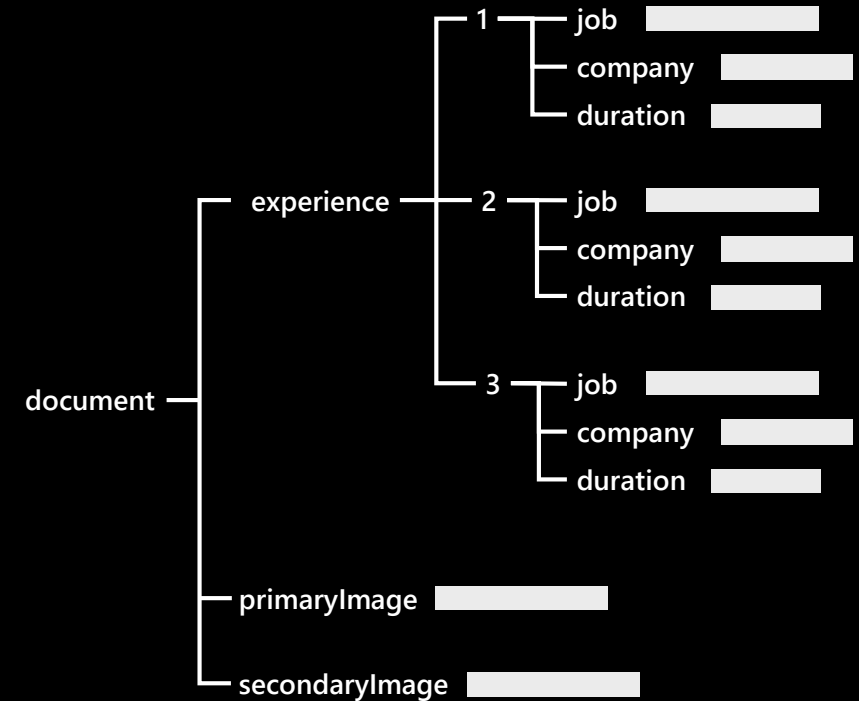 1
job
company
duration
experience
2
job
company
duration
3
job
company
duration
document
primaryImage
secondaryImage